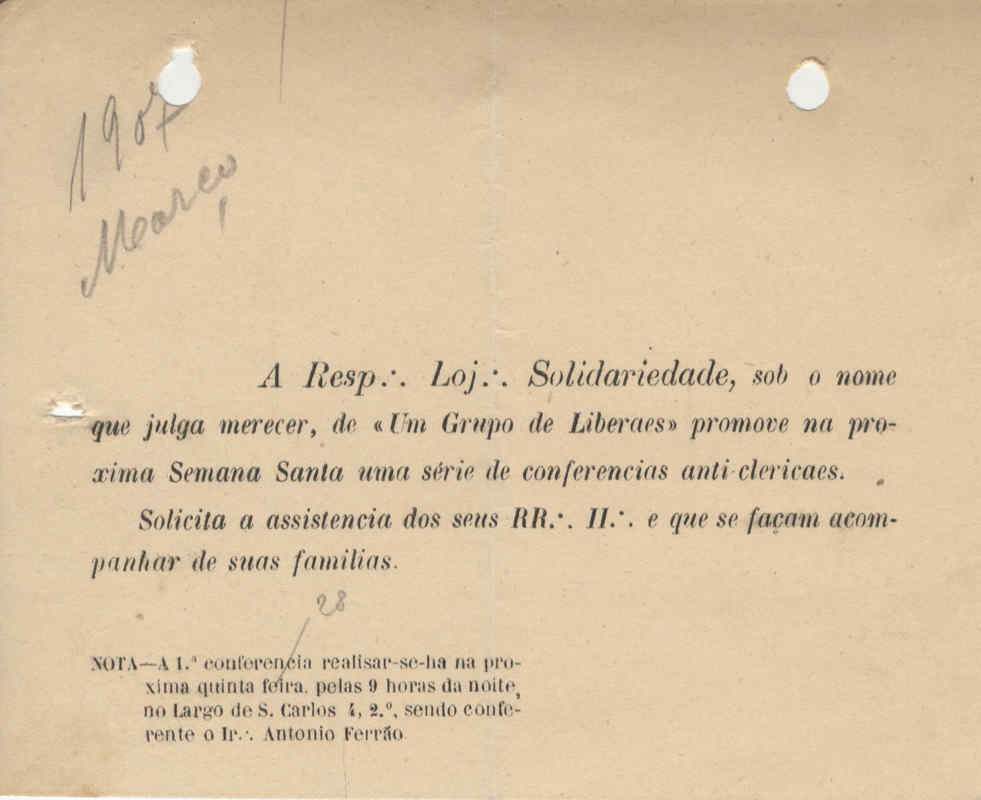 1907
Março
A Resp.·. Loj.·. Solidariedade, sob o nome
que julga merecer, de «Um Grupo de Liberaes» promove na pro-
xima Semana Santa uma série de conferencias anti-clericaes.
Solicita a assistencia dos seus RR.·. II.·. e que se façam acom-
panhar de suas familias.
28
NOTA—A 1.ª conferencia realisar-se-ha na pro-
xima quinta feira, pelas 9 horas da noite,
no Largo de S. Carlos 4, 2.º, sendo confe-
rente o Ir.·. Antonio Ferrão.